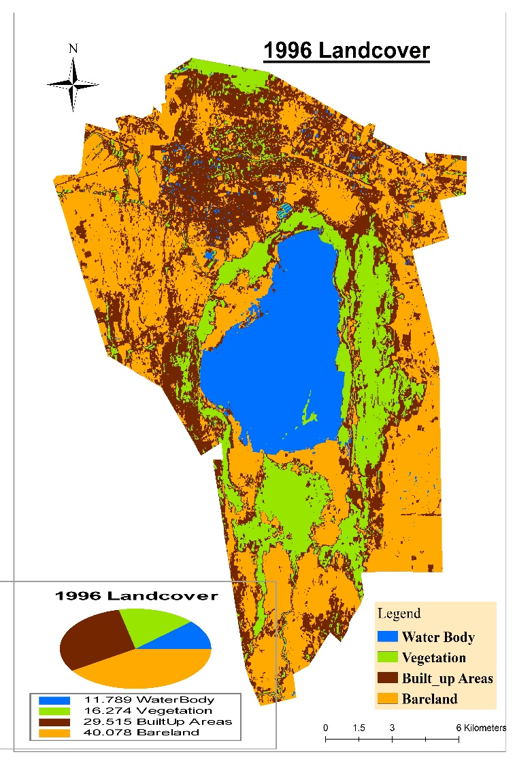 1996 Landcover
N
1996 Landcover
11.789 WaterBody
16.274 Vegetation
29.515 BuiltUp Areas
40.078 Bareland
Legend
Water Body
Vegetation
Built_up Areas
Bareland
0 1.5 3 6 Kilometers